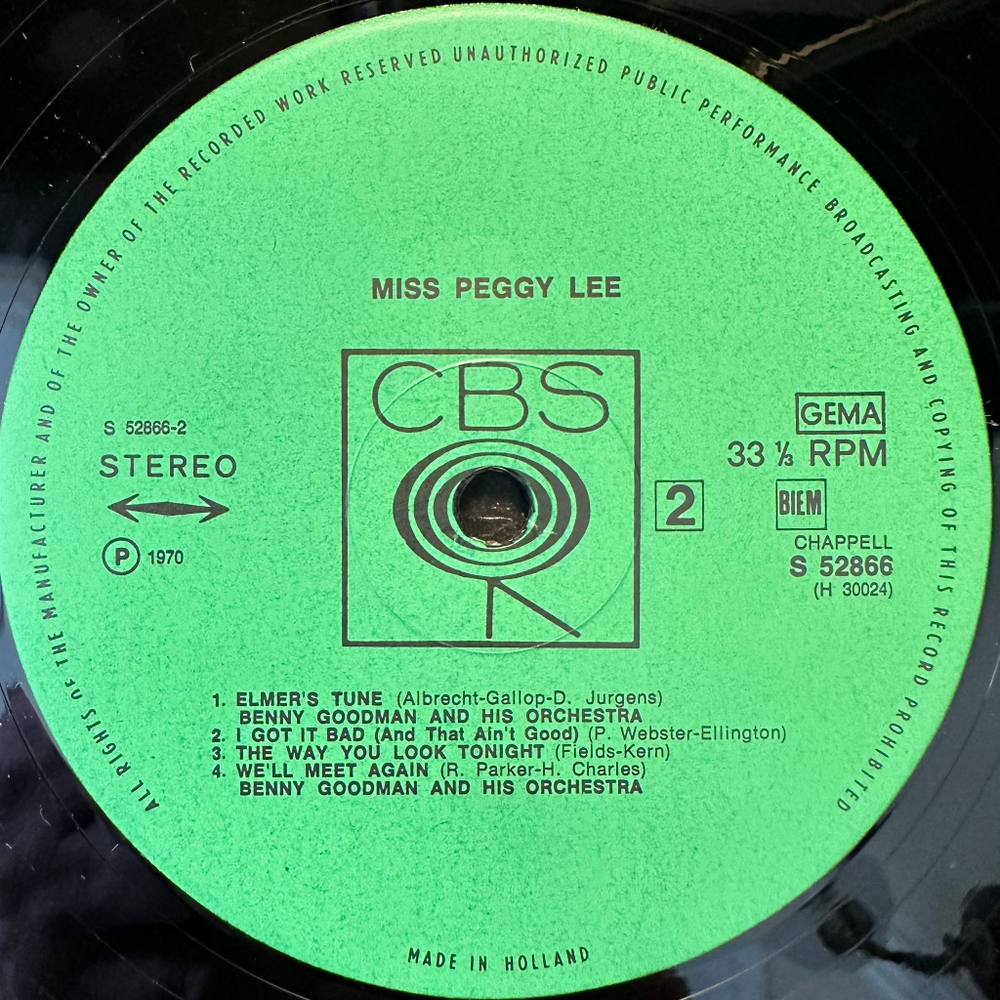 ALL RIGHTS OF THE MANUFACTURER AND OF THE OWNER OF THE RECORDED WORK RESERVED UNAUTHORIZED PUBLIC PERFORMANCE BROADCASTING AND COPYING OF THIS RECORD PROHIBITED
MISS PEGGY LEE
CBS
S 52866-2
STEREO
Ⓟ 1970
2
GEMA
33 ⅓ RPM
BIEM
CHAPPELL
S 52866
(H 30024)
1. ELMER'S TUNE (Albrecht-Gallop-D. Jurgens)
BENNY GOODMAN AND HIS ORCHESTRA
2. I GOT IT BAD (And That Ain't Good) (P. Webster-Ellington)
3. THE WAY YOU LOOK TONIGHT (Fields-Kern)
4. WE'LL MEET AGAIN (R. Parker-H. Charles)
BENNY GOODMAN AND HIS ORCHESTRA
MADE IN HOLLAND